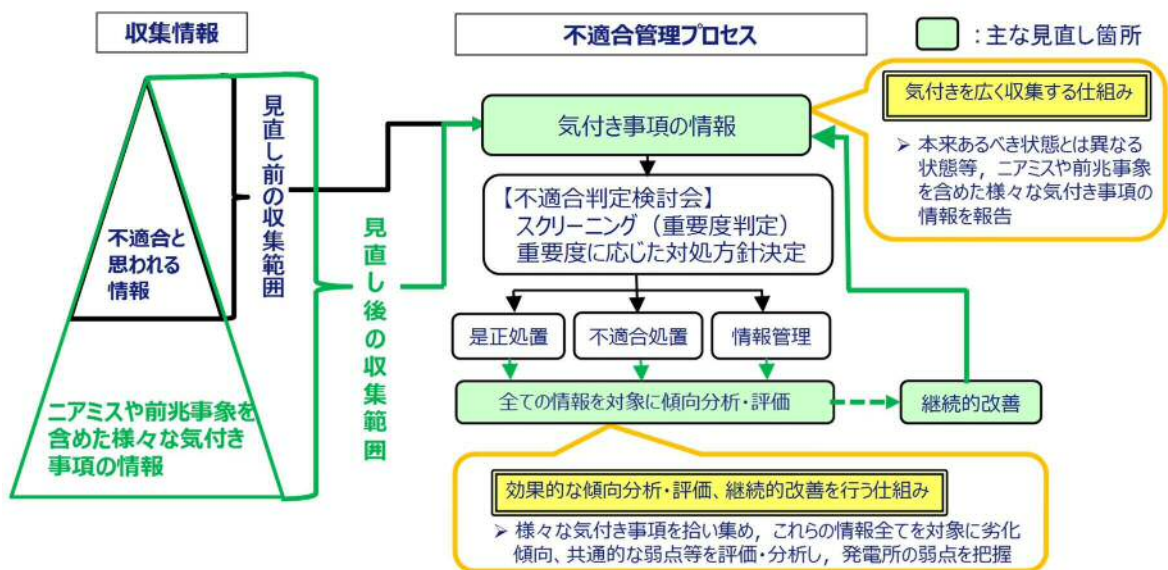 収集情報
不適合管理プロセス
：主な見直し箇所
不適合と
思われる
情報
ニアミスや前兆事象を
含めた様々な気付き
事項の情報
見直し前の収集範囲
見直し後の収集範囲
気付き事項の情報
【不適合判定検討会】
スクリーニング（重要度判定）
重要度に応じた対処方針決定
是正処置
不適合処置
情報管理
全ての情報を対象に傾向分析・評価
継続的改善
気付きを広く収集する仕組み
➢ 本来あるべき状態とは異なる
状態等，ニアミスや前兆事象
を含めた様々な気付き事項の
情報を報告
効果的な傾向分析・評価、継続的改善を行う仕組み
➢ 様々な気付き事項を拾い集め，これらの情報全てを対象に劣化
傾向、共通的な弱点等を評価・分析し，発電所の弱点を把握